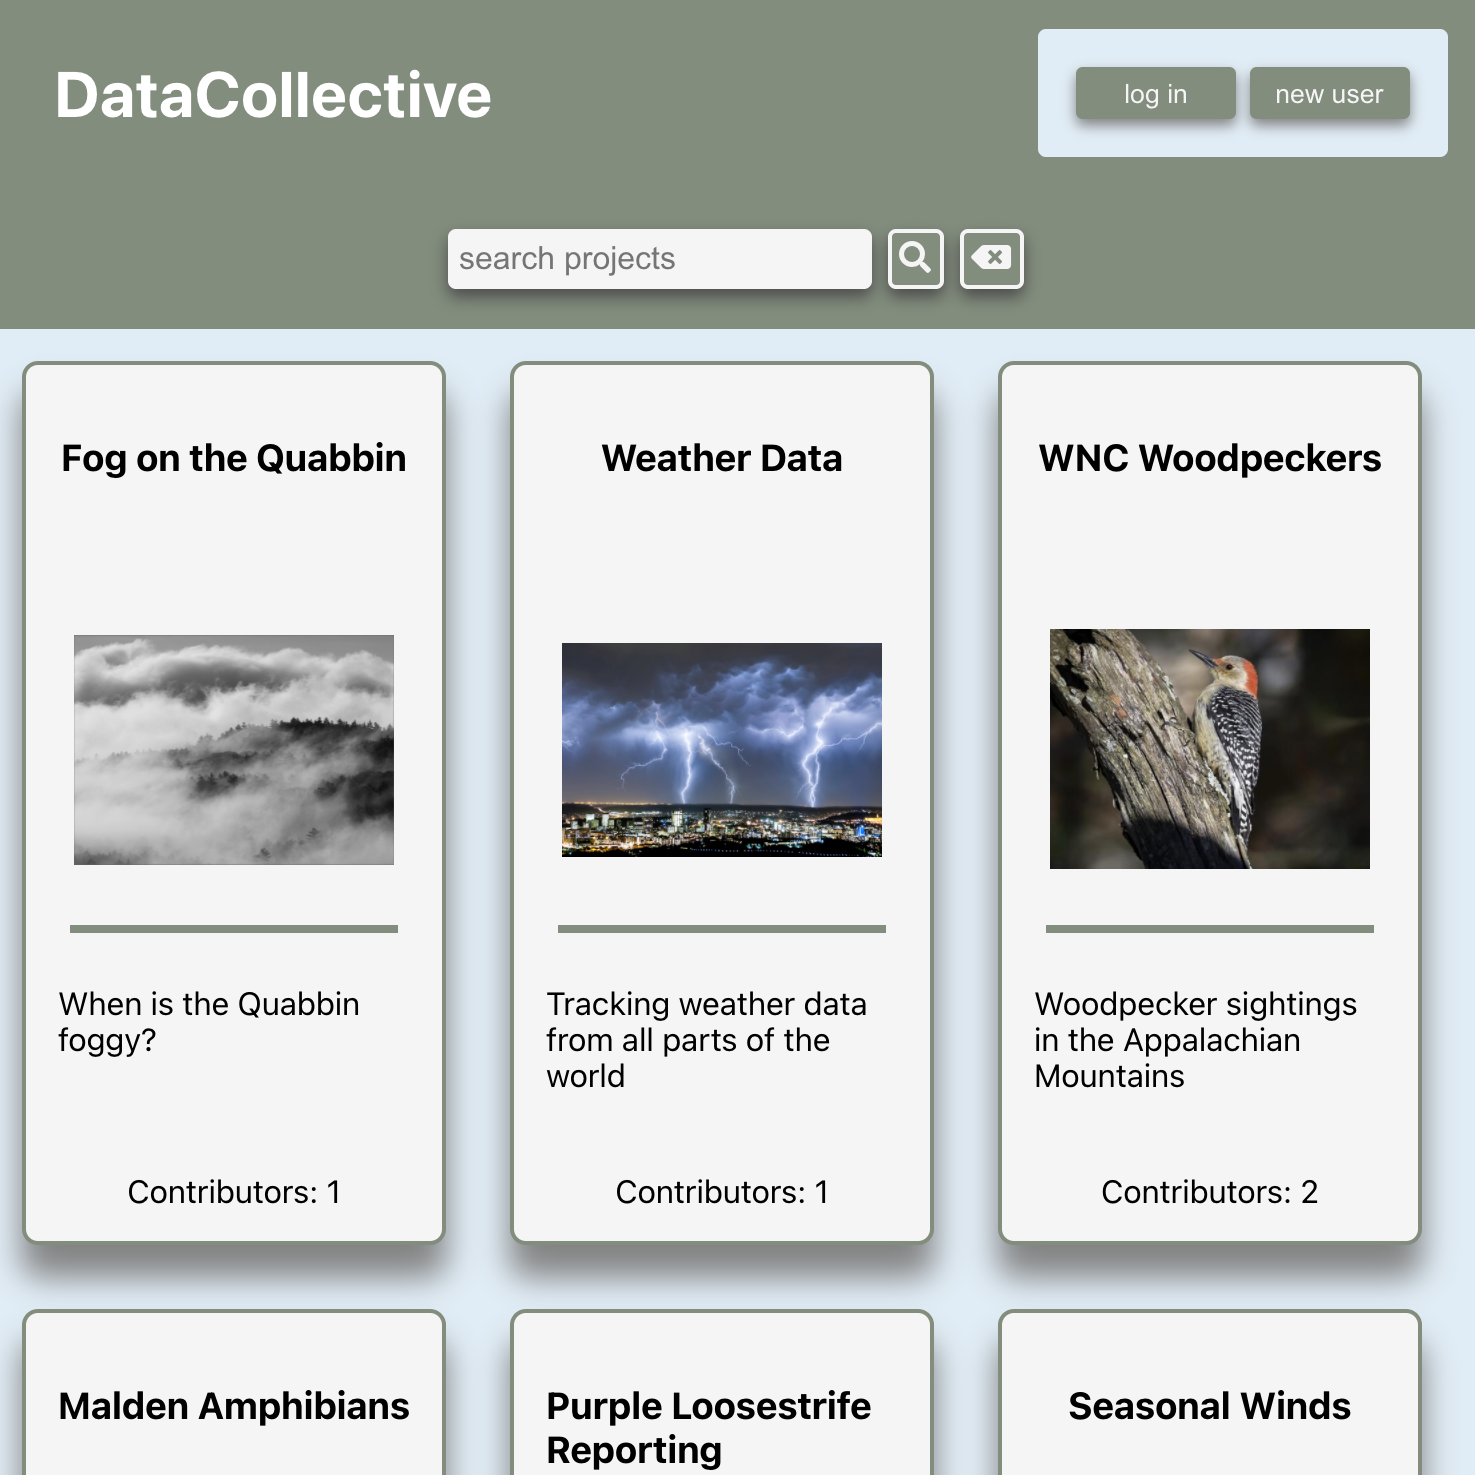 DataCollective
log in
new user
search projects
Fog on the Quabbin
When is the Quabbin
foggy?
Contributors: 1
Weather Data
Tracking weather data
from all parts of the
world
Contributors: 1
WNC Woodpeckers
Woodpecker sightings
in the Appalachian
Mountains
Contributors: 2
Malden Amphibians
Purple Loosestrife
Reporting
Seasonal Winds